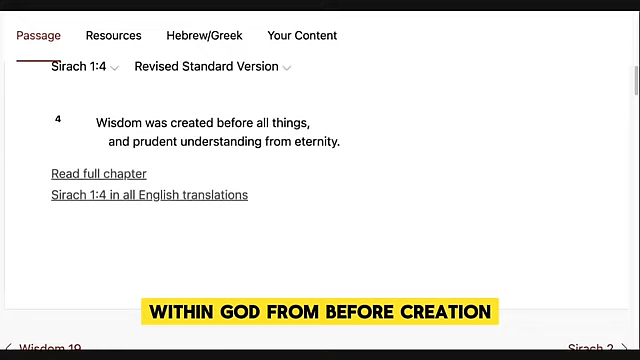 Passage Resources Hebrew/Greek Your Content
Sirach 1:4 Revised Standard Version
4 Wisdom was created before all things,
and prudent understanding from eternity.
Read full chapter
Sirach 1:4 in all English translations
WITHIN GOD FROM BEFORE CREATION
Wisdom 19 Sirach 2